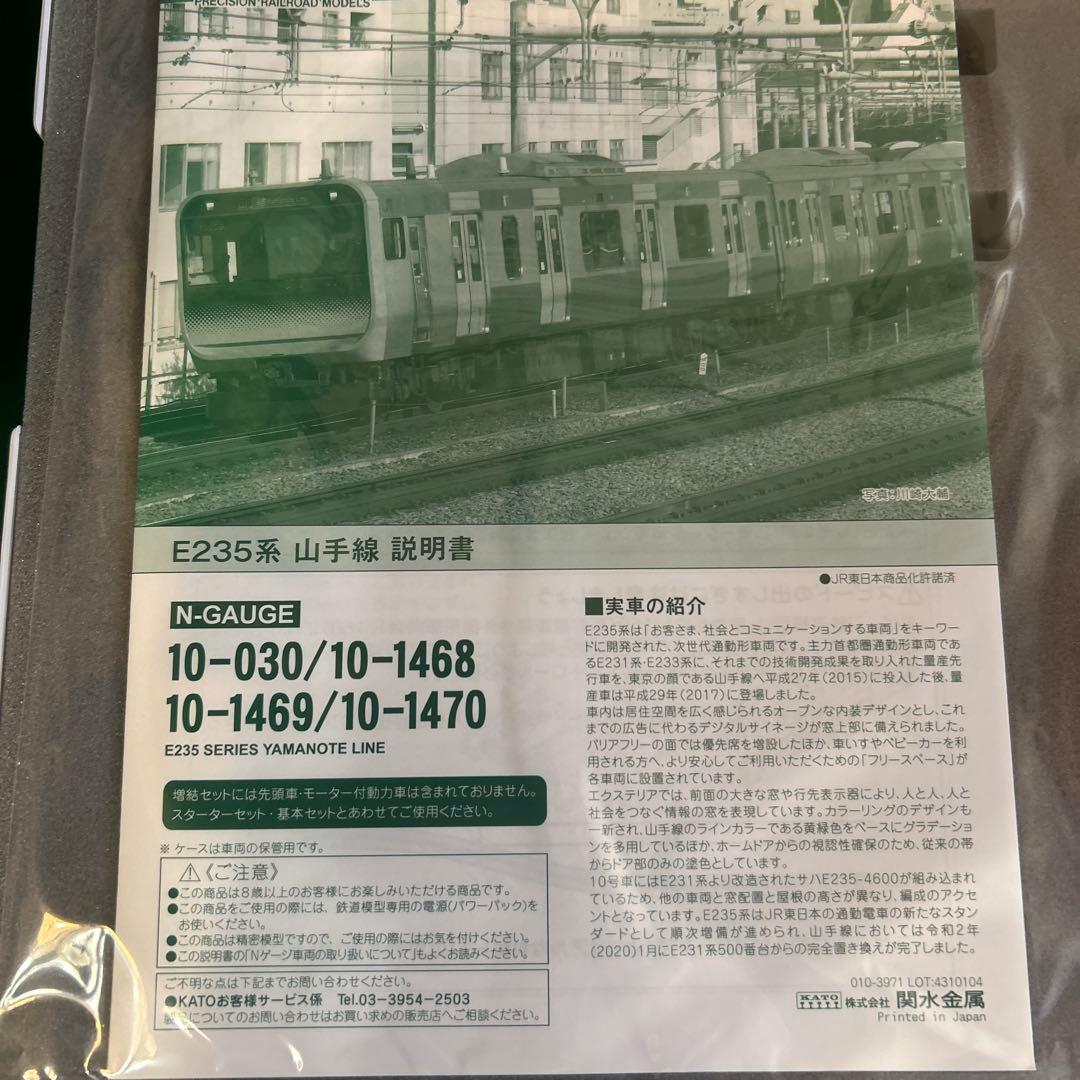 PRECISION RAILROAD MODELS
写真:川崎大輔
E235系 山手線 説明書
●JR東日本商品化許諾済
N-GAUGE
10-030/10-1468
10-1469/10-1470
E235 SERIES YAMANOTE LINE
増結セットには先頭車・モーター付動力車は含まれておりません。
スターターセット・基本セットとあわせてご使用ください。
※ ケースは車両の保管用です。
⚠《ご注意》
●この商品は8歳以上のお客様にお楽しみいただける商品です。
●この商品をご使用の際には、鉄道模型専用の電源(パワーパック)を
お使いください。
●この商品は精密模型ですので、ご使用の際にはお気を付けください。
●この説明書の「Nゲージ車両の取り扱いについて」もよくお読みください。
ご不明な点は下記までお問い合わせください。
●KATOお客様サービス係 Tel.03-3954-2503
製品についてのお問い合わせはお買い求めの販売店へご相談ください。
■実車の紹介
E235系は「お客さま、社会とコミュニケーションする車両」をキーワー
ドに開発された、次世代通勤形車両です。主力首都圏通勤形車両であ
るE231系・E233系に、それまでの技術開発成果を取り入れた量産先
行車を、東京の顔である山手線へ平成27年(2015)に投入した後、量
産車は平成29年(2017)に登場しました。
車内は居住空間を広く感じられるオープンな内装デザインとし、これ
までの広告に代わるデジタルサイネージが窓上部に備えられました。
バリアフリーの面では優先席を増設したほか、車いすやベビーカーを利
用される方へ、より安心してご利用いただくための「フリースペース」が
各車両に設置されています。
エクステリアでは、前面の大きな窓や行先表示器により、人と人、人と
社会をつなぐ情報の窓を表現しています。カラーリングのデザインも
一新され、山手線のラインカラーである黄緑色をベースにグラデーショ
ンを多用しているほか、ホームドアからの視認性確保のため、従来の帯
からドア部のみの塗色としています。
10号車にはE231系より改造されたサハE235-4600が組み込まれ
ているため、他の車両と窓配置と屋根の高さが異なり、編成のアクセ
ントとなっています。E235系はJR東日本の通勤電車の新たなスタン
ダードとして順次増備が進められ、山手線においては令和2年
(2020)1月にE231系500番台からの完全置き換えが完了しました。
010-3971 LOT:4310104
KATO 株式会社 関水金属
Printed in Japan